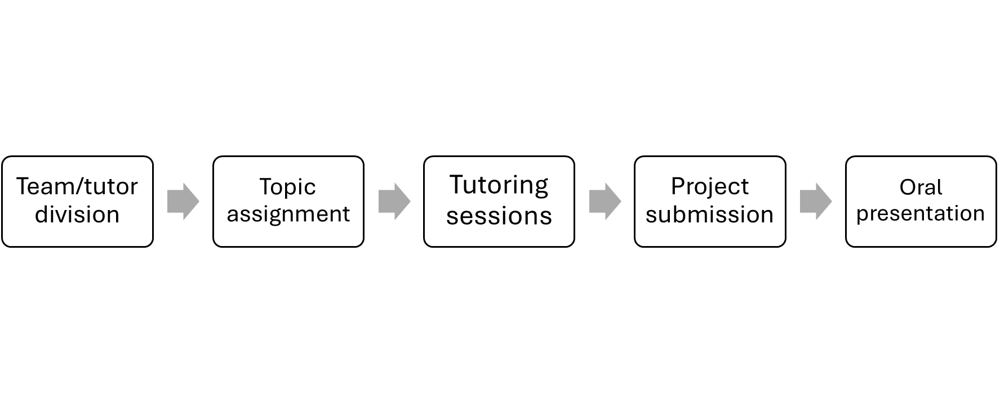 Team/tutor
division
Topic
assignment
Tutoring
sessions
Project
submission
Oral
presentation